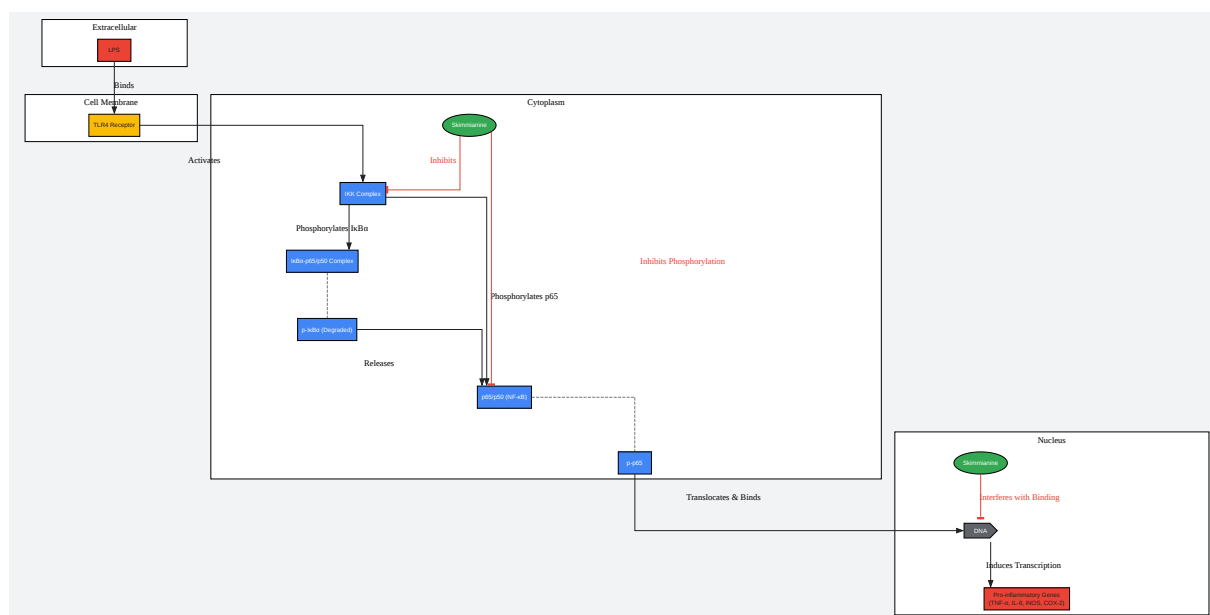 Extracellular
LPS
Binds
Cell Membrane
TLR4 Receptor
Activates
Cytoplasm
Skimmianine
Inhibits
IKK Complex
Phosphorylates IκBα
IκBα-p65/p50 Complex
Inhibits Phosphorylation
Phosphorylates p65
p-IκBα (Degraded)
Releases
p65/p50 (NF-κB)
p-p65
Translocates & Binds
Nucleus
Skimmianine
Interferes with Binding
DNA
Induces Transcription
Pro-inflammatory Genes
(TNF-α, IL-6, iNOS, COX-2)